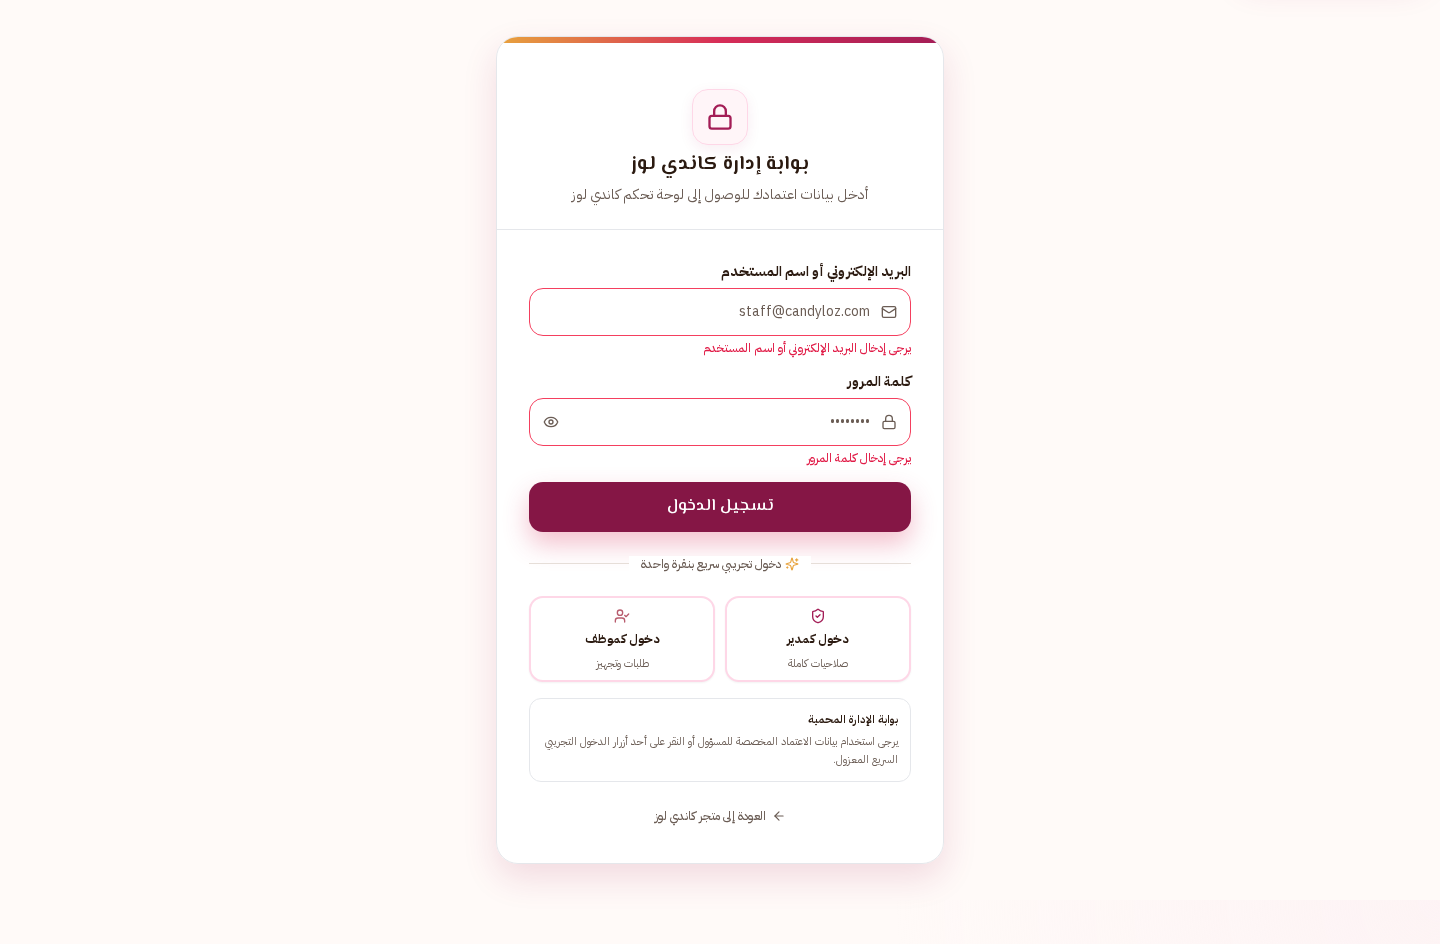 بوابة إدارة كاندي لوز
أدخل بيانات اعتمادك للوصول إلى لوحة تحكم كاندي لوز
البريد الإلكتروني أو اسم المستخدم
staff@candyloz.com
يرجى إدخال البريد الإلكتروني أو اسم المستخدم
كلمة المرور
••••••••
يرجى إدخال كلمة المرور
تسجيل الدخول
دخول تجريبي سريع بنقرة واحدة
دخول كمدير
صلاحيات كاملة
دخول كموظف
طلبات وتجهيز
بوابة الإدارة المحمية
يرجى استخدام بيانات الاعتماد المخصصة للمسؤول أو النقر على أحد أزرار الدخول التجريبي
السريع المعزول.
العودة إلى متجر كاندي لوز